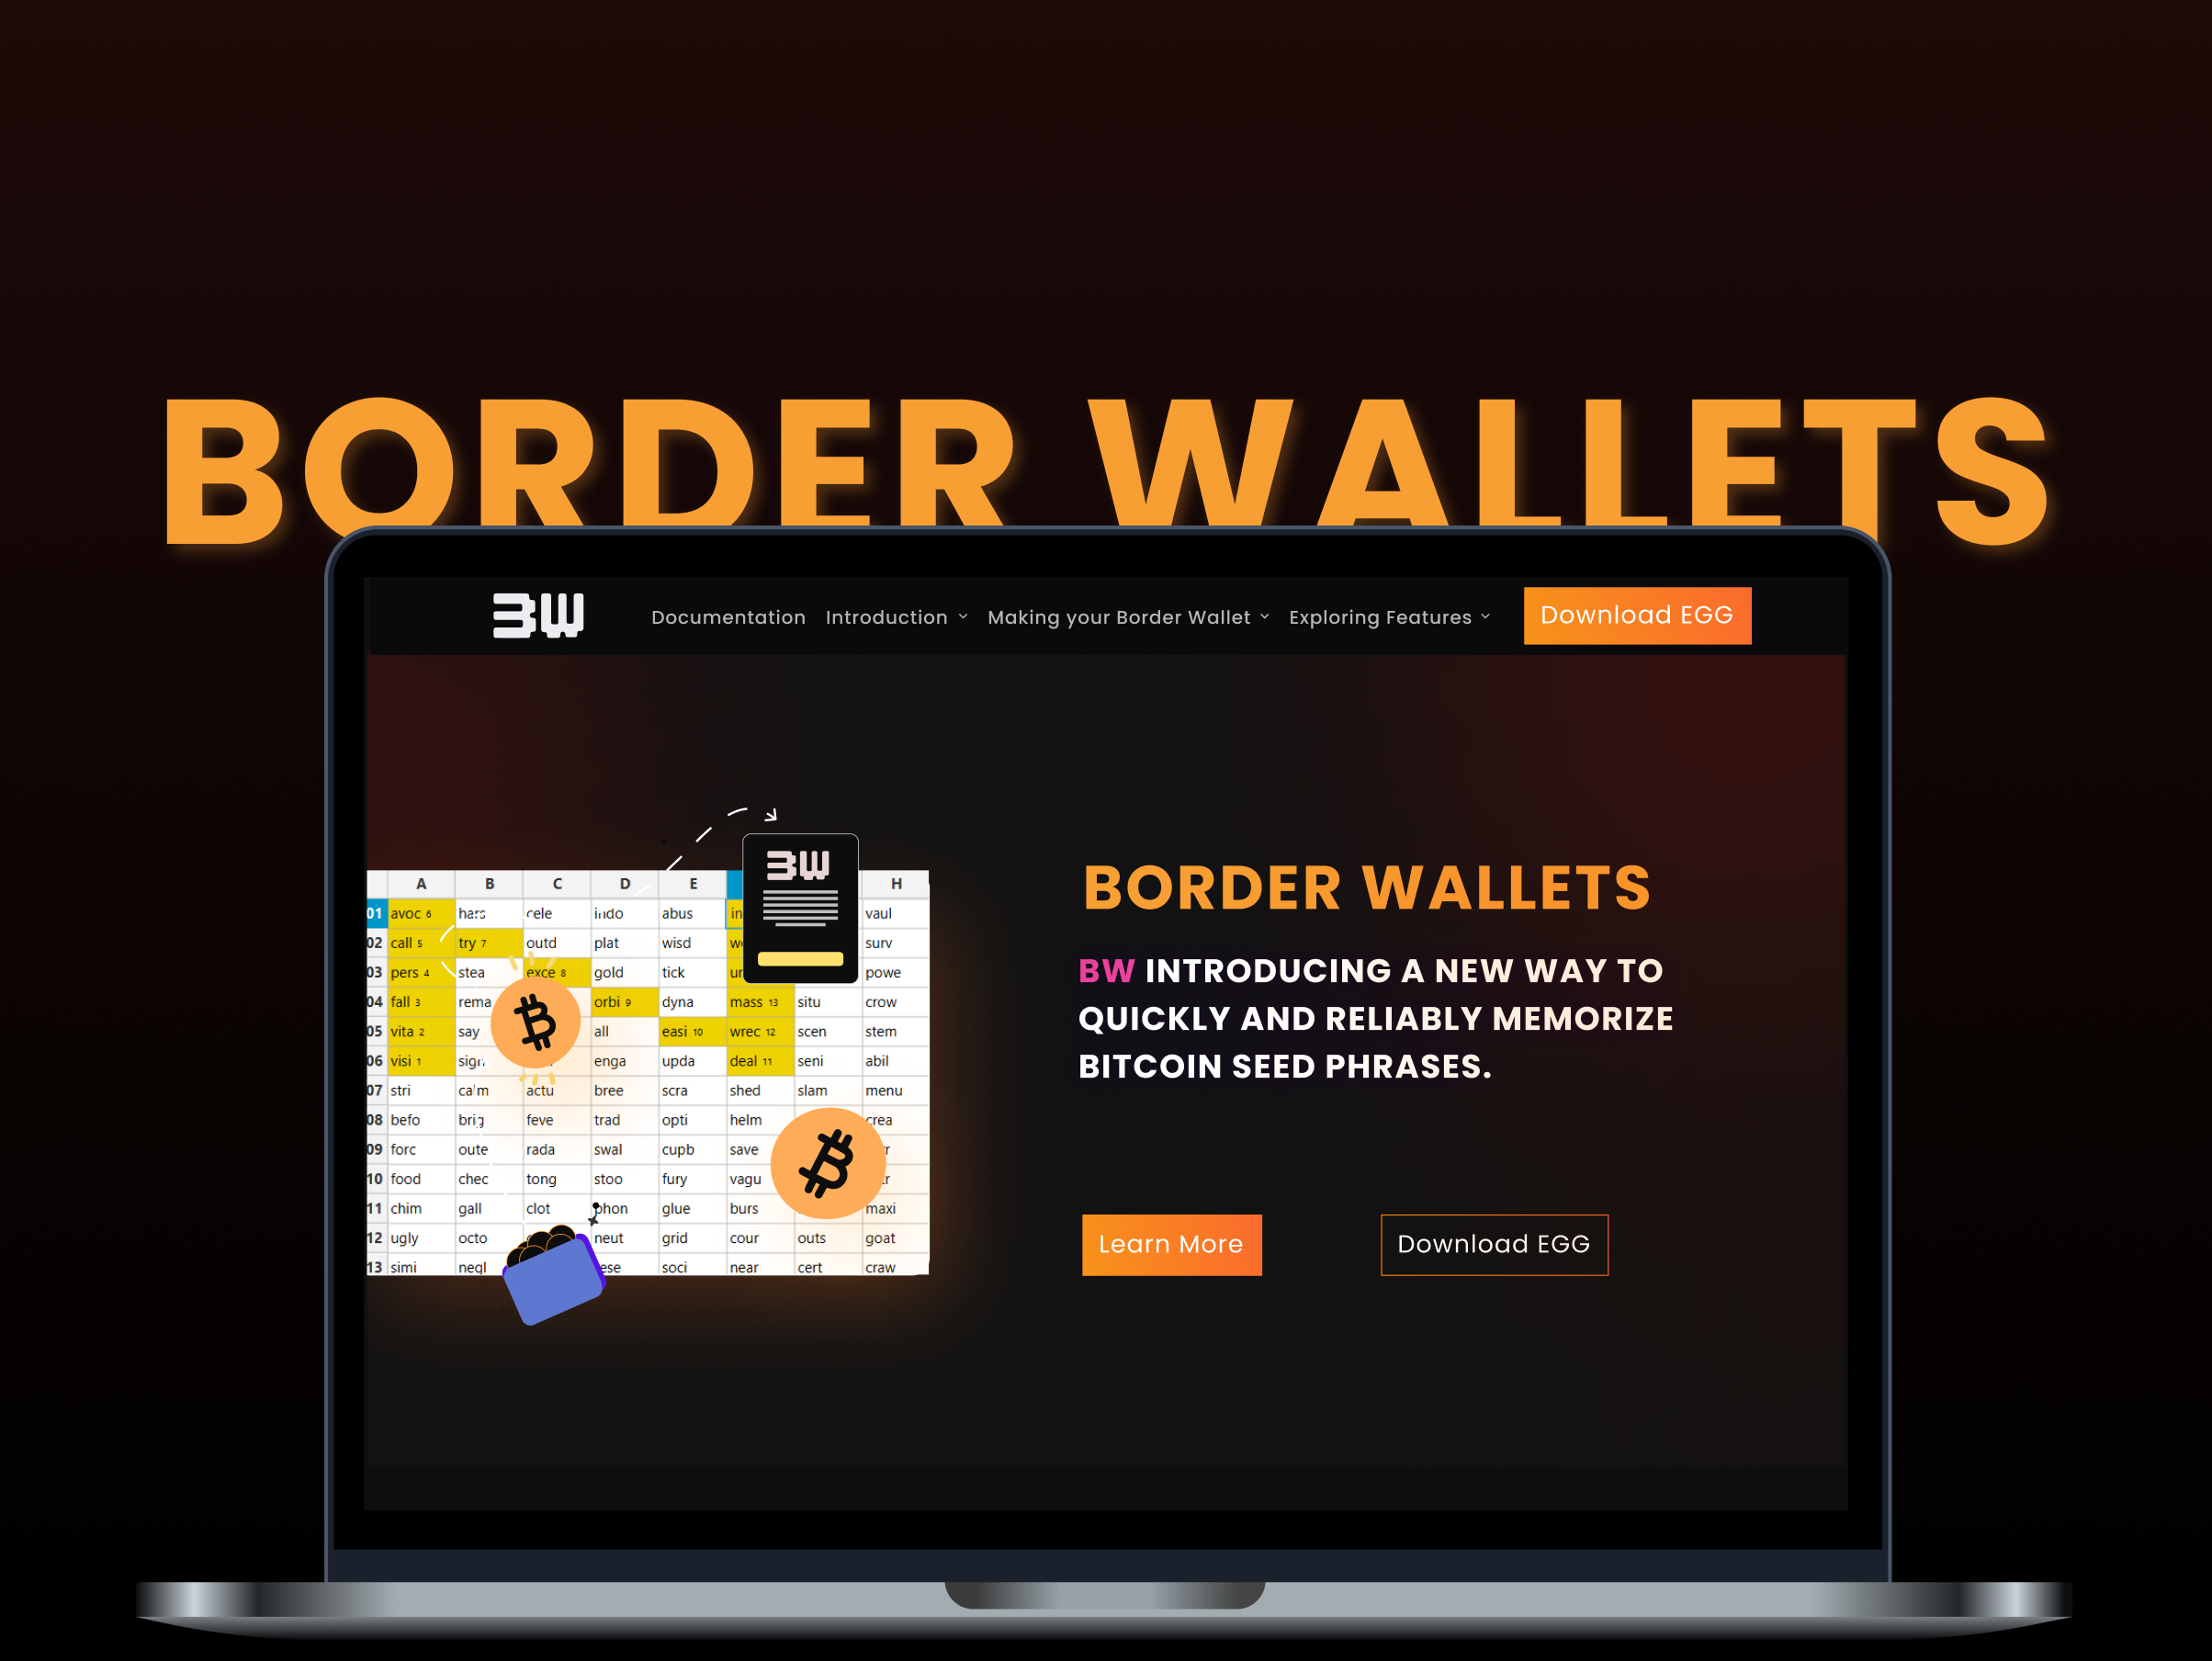 BORDER WALLETS
BW
Documentation Introduction Making your Border Wallet Exploring Features Download EGG
BW
A B C D E H
01 avoc 6 hars cele indo abus in vaul
02 call 5 try 7 outd plat wisd surv
03 pers 4 stea exce 8 gold tick powe
04 fall 3 rema orbi 9 dyna mass 13 situ crow
05 vita 2 say all easi 10 wrec 12 scen stem
06 visi 1 sign enga upda deal 11 seni abil
07 stri calm actu bree scra shed slam menu
08 befo brig feve trad opti helm crea
09 forc oute rada swal cupb save
10 food chec tong stoo fury vagu
11 chim gall clot phon glue burs maxi
12 ugly octo neut grid cour outs goat
13 simi negl soci near cert craw
BORDER WALLETS
BW INTRODUCING A NEW WAY TO
QUICKLY AND RELIABLY MEMORIZE
BITCOIN SEED PHRASES.
Learn More Download EGG